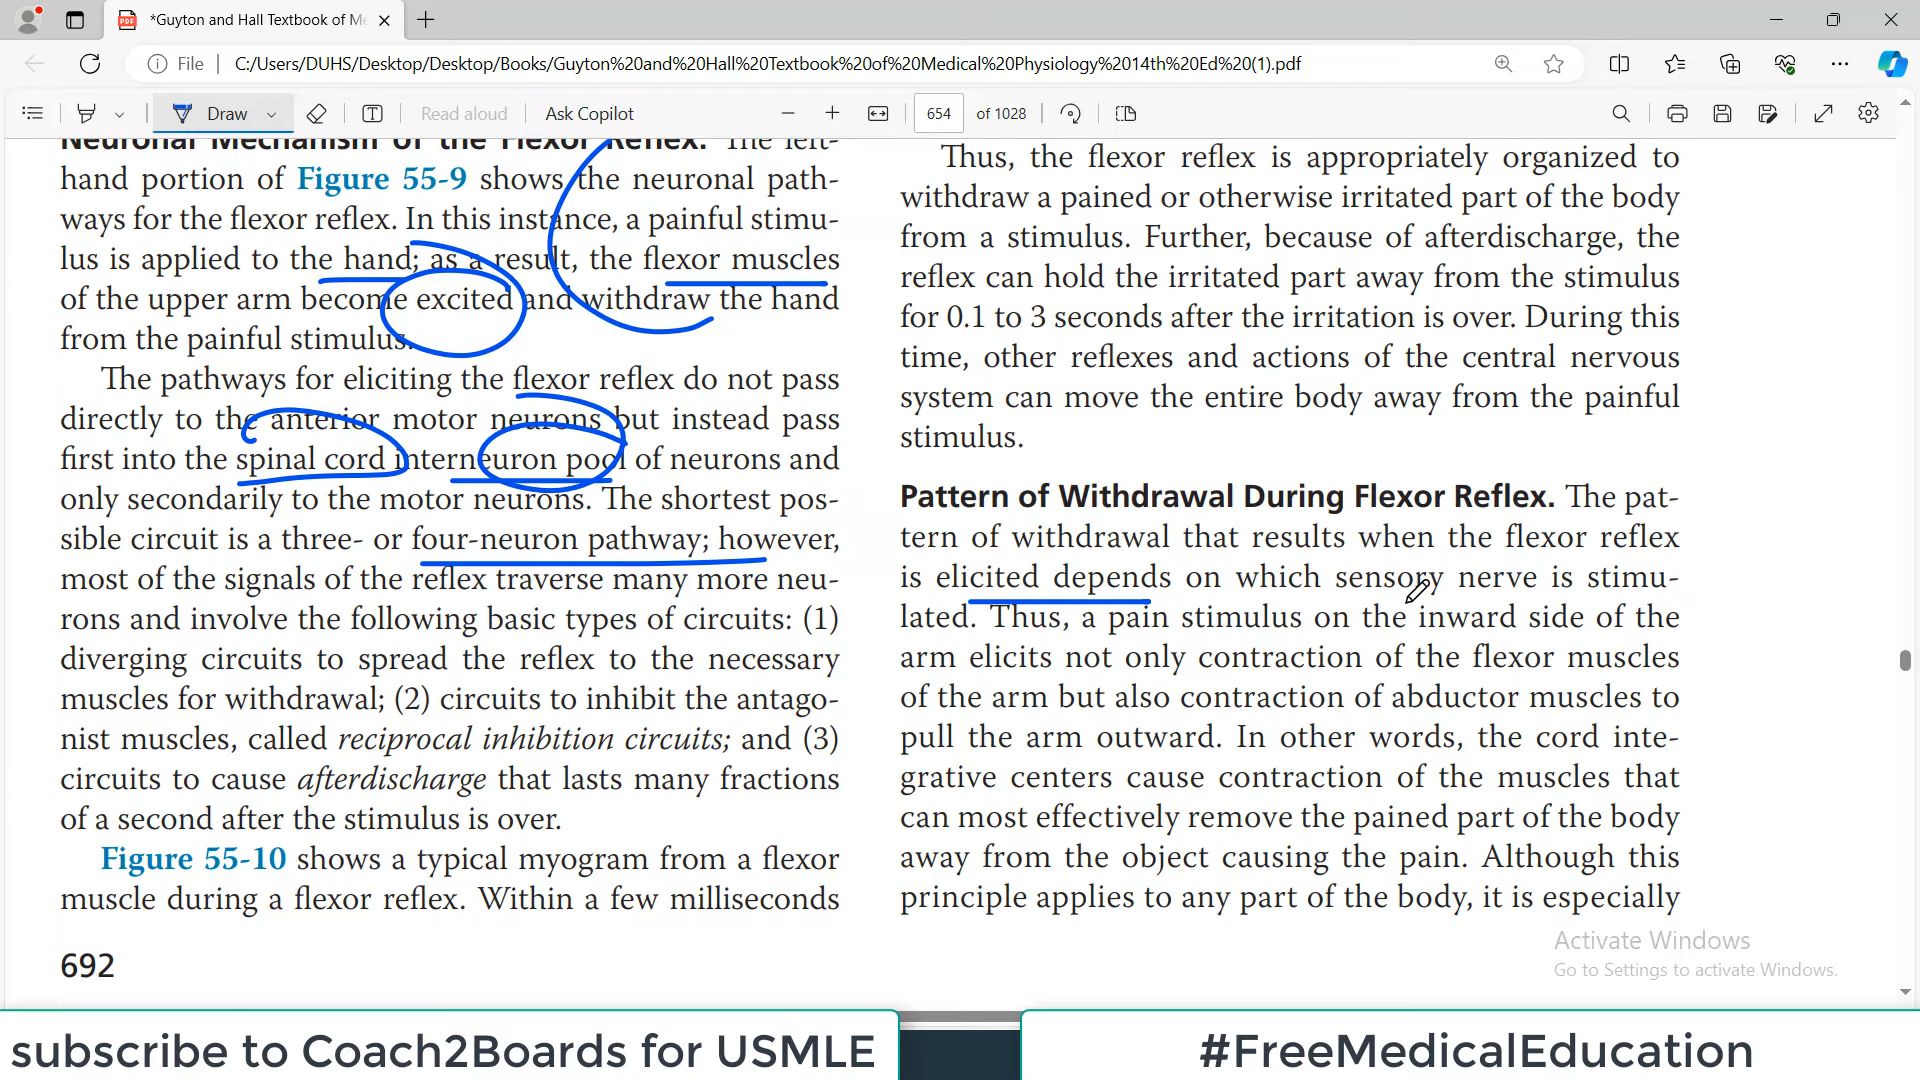 *Guyton and Hall Textbook of Me
File
C:/Users/DUHS/Desktop/Desktop/Books/Guyton%20and%20Hall%20Textbook%20of%20Medical%20Physiology%2014th%20Ed%20(1).pdf
Draw
Read aloud
Ask Copilot
654 of 1028
Neuronal Mechanism of the Flexor Reflex. The left-
hand portion of Figure 55-9 shows the neuronal path-
ways for the flexor reflex. In this instance, a painful stimu-
lus is applied to the hand; as a result, the flexor muscles
of the upper arm become excited and withdraw the hand
from the painful stimulus.
The pathways for eliciting the flexor reflex do not pass
directly to the anterior motor neurons but instead pass
first into the spinal cord interneuron pool of neurons and
only secondarily to the motor neurons. The shortest pos-
sible circuit is a three- or four-neuron pathway; however,
most of the signals of the reflex traverse many more neu-
rons and involve the following basic types of circuits: (1)
diverging circuits to spread the reflex to the necessary
muscles for withdrawal; (2) circuits to inhibit the antago-
nist muscles, called reciprocal inhibition circuits; and (3)
circuits to cause afterdischarge that lasts many fractions
of a second after the stimulus is over.
Figure 55-10 shows a typical myogram from a flexor
muscle during a flexor reflex. Within a few milliseconds
692
Thus, the flexor reflex is appropriately organized to
withdraw a pained or otherwise irritated part of the body
from a stimulus. Further, because of afterdischarge, the
reflex can hold the irritated part away from the stimulus
for 0.1 to 3 seconds after the irritation is over. During this
time, other reflexes and actions of the central nervous
system can move the entire body away from the painful
stimulus.
Pattern of Withdrawal During Flexor Reflex. The pat-
tern of withdrawal that results when the flexor reflex
is elicited depends on which sensory nerve is stimu-
lated. Thus, a pain stimulus on the inward side of the
arm elicits not only contraction of the flexor muscles
of the arm but also contraction of abductor muscles to
pull the arm outward. In other words, the cord inte-
grative centers cause contraction of the muscles that
can most effectively remove the pained part of the body
away from the object causing the pain. Although this
principle applies to any part of the body, it is especially
Activate Windows
Go to Settings to activate Windows.
subscribe to Coach2Boards for USMLE
#FreeMedicalEducation